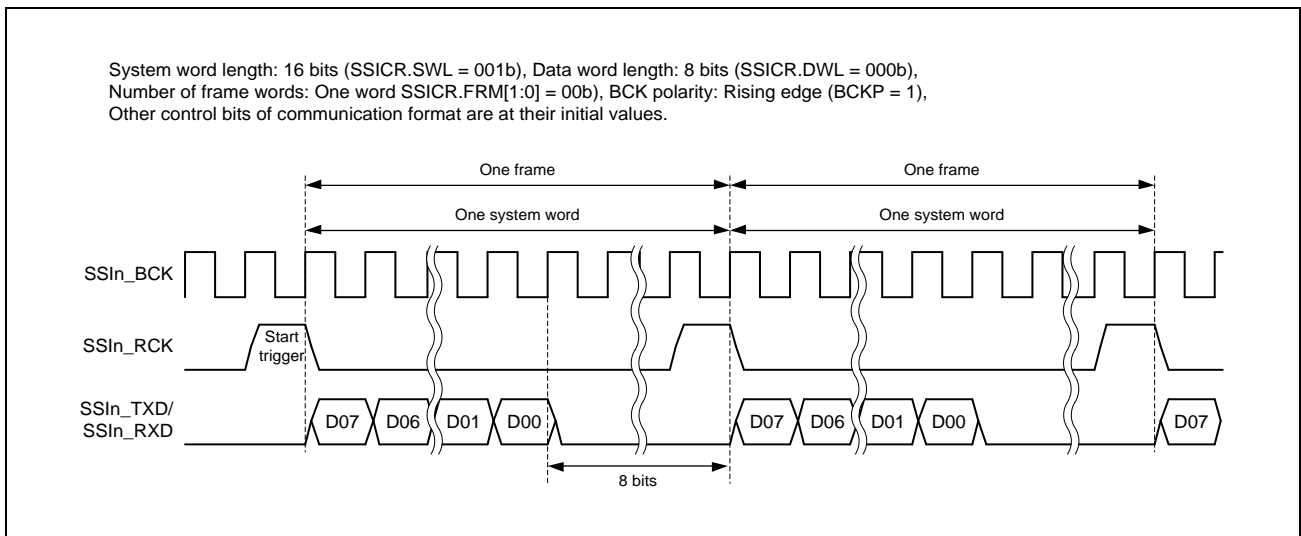 System word length: 16 bits (SSICR.SWL = 001b), Data word length: 8 bits (SSICR.DWL = 000b),
Number of frame words: One word SSICR.FRM[1:0] = 00b), BCK polarity: Rising edge (BCKP = 1),
Other control bits of communication format are at their initial values.
One frame One frame
One system word One system word
SSIn_BCK
SSIn_RCK
Start
trigger
SSIn_TXD/
SSIn_RXD
D07 D06 D01 D00 D07 D06 D01 D00 D07
8 bits